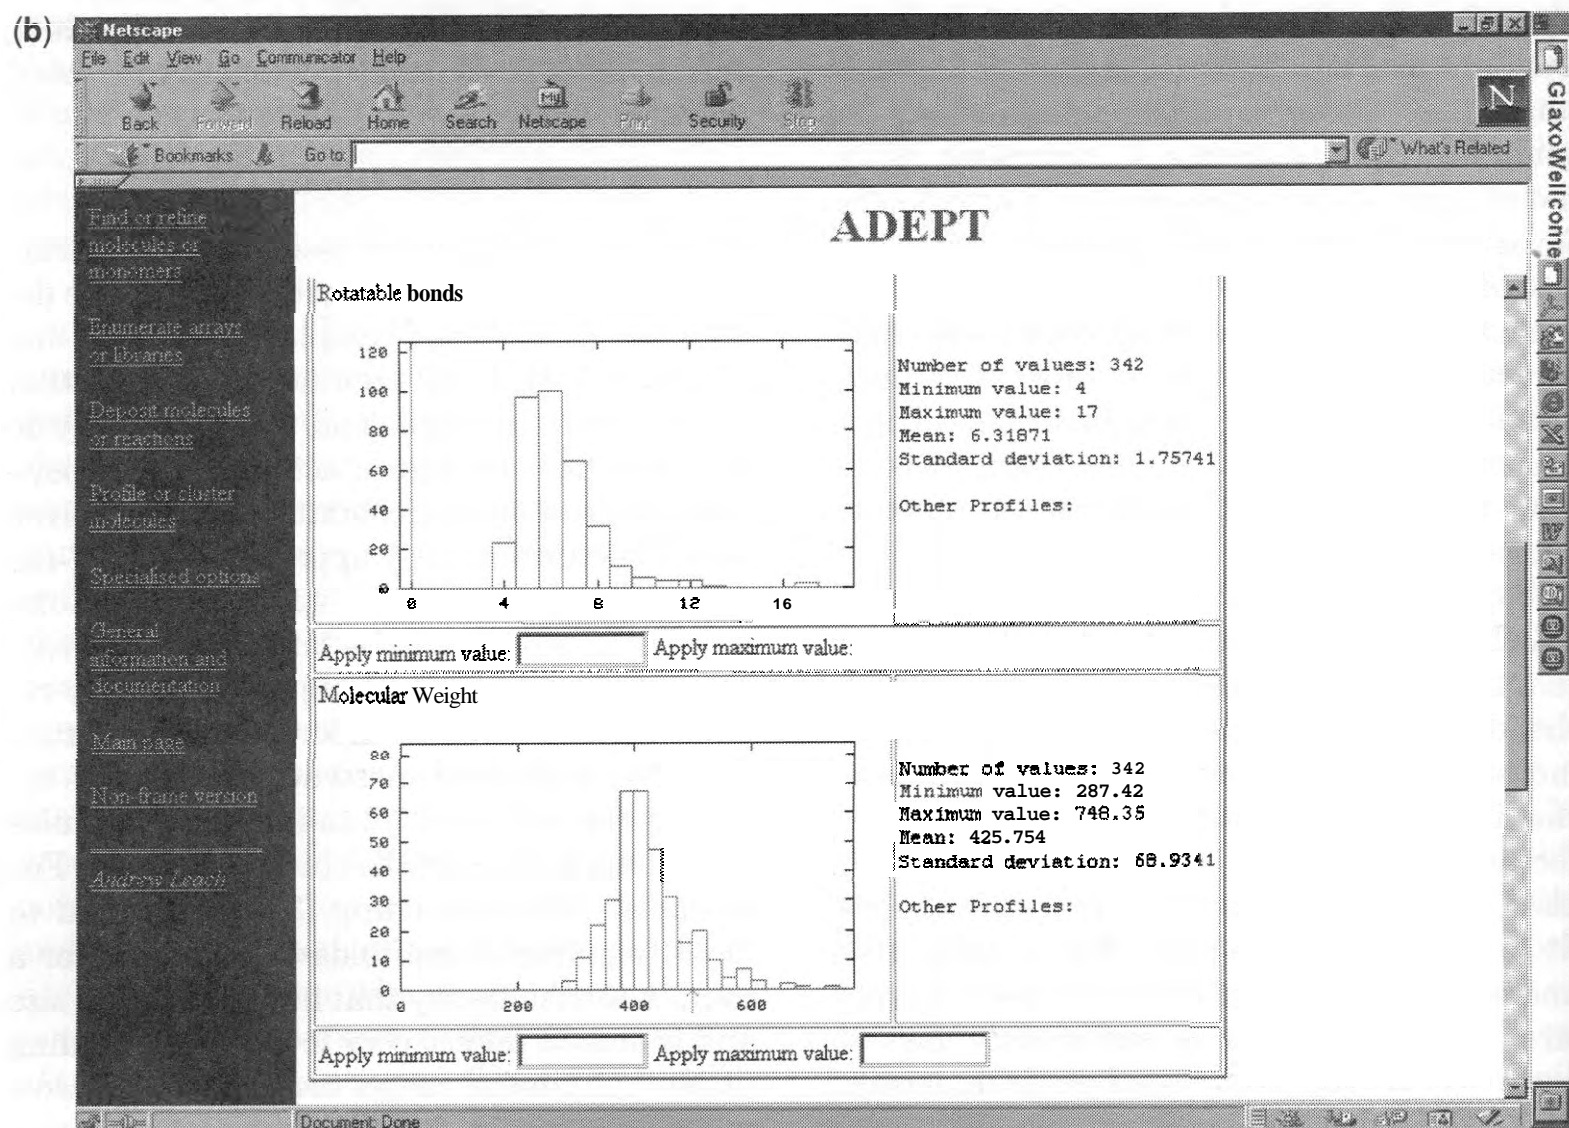 (b)
Netscape
File Edit View Go Communicator Help
Back Forward Reload Home Search Netscape Print Security Stop
Bookmarks Go to: What's Related
GlaxoWellcome
Find or refine
molecules or
monomers
Enumerate arrays
or libraries
Deposit molecules
or reactions
Profile or cluster
molecules
Specialised options
General
information and
documentation
Main page
Non-frame version
Andrew Leach
ADEPT
Rotatable bonds
120
100
80
60
40
20
0
0 4 8 12 16
Number of values: 342
Minimum value: 4
Maximum value: 17
Mean: 6.31871
Standard deviation: 1.75741
Other Profiles:
Apply minimum value: Apply maximum value:
Molecular Weight
80
70
60
50
40
30
20
10
0
0 200 400 600
Number of values: 342
Minimum value: 287.42
Maximum value: 748.35
Mean: 425.754
Standard deviation: 68.9341
Other Profiles:
Apply minimum value: Apply maximum value:
Document: Done